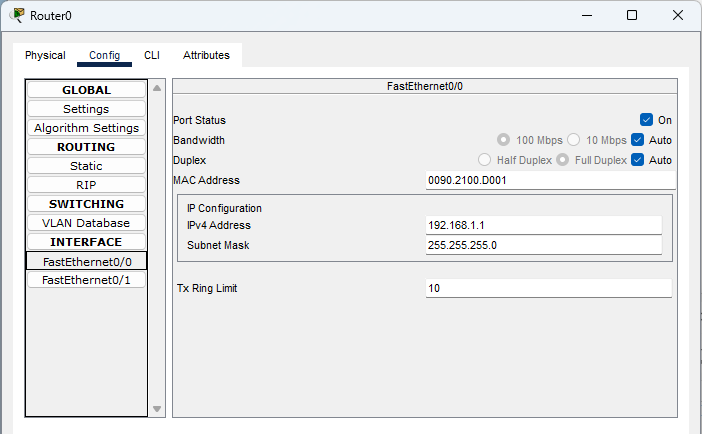 Router0
Physical Config CLI Attributes
GLOBAL
Settings
Algorithm Settings
ROUTING
Static
RIP
SWITCHING
VLAN Database
INTERFACE
FastEthernet0/0
FastEthernet0/1
FastEthernet0/0
Port Status On
Bandwidth 100 Mbps 10 Mbps Auto
Duplex Half Duplex Full Duplex Auto
MAC Address 0090.2100.D001
IP Configuration
IPv4 Address 192.168.1.1
Subnet Mask 255.255.255.0
Tx Ring Limit 10